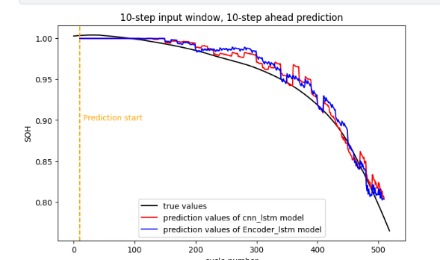 10-step input window, 10-step ahead prediction
1.00
0.95
0.90
0.85
0.80
SOH
Prediction start
true values
prediction values of cnn_lstm model
prediction values of Encoder_lstm model
0
100
200
300
400
500
cycle number